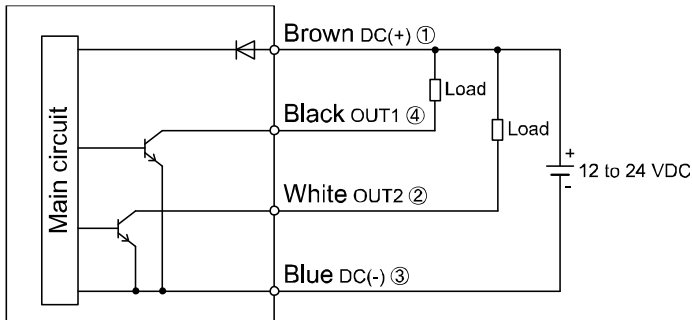 Main circuit
Brown DC(+) ①
Load
Black OUT1 ④
Load
+
12 to 24 VDC
-
White OUT2 ②
Blue DC(-) ③